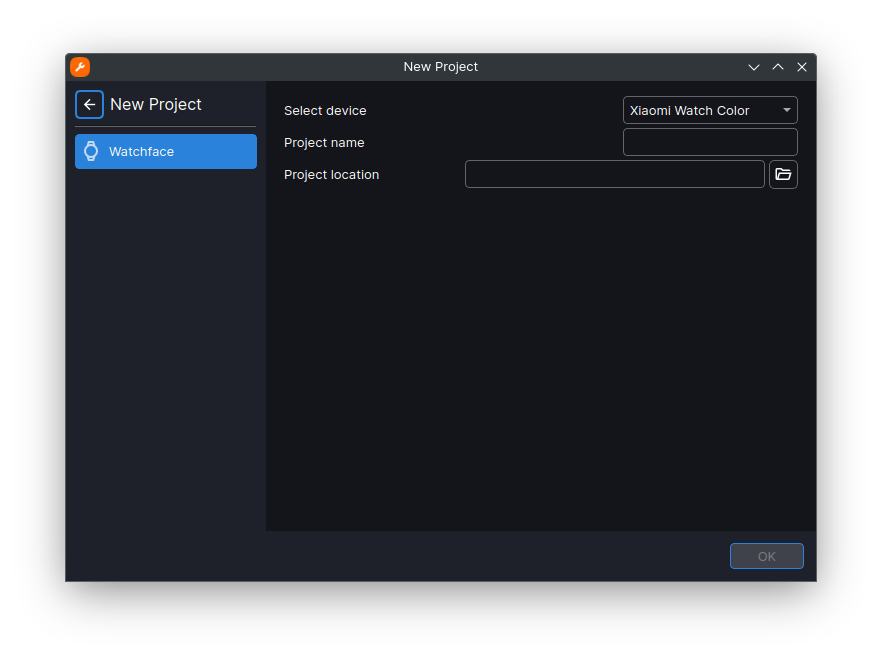 New Project
New Project
Watchface
Select device
Xiaomi Watch Color
Project name
Project location
OK